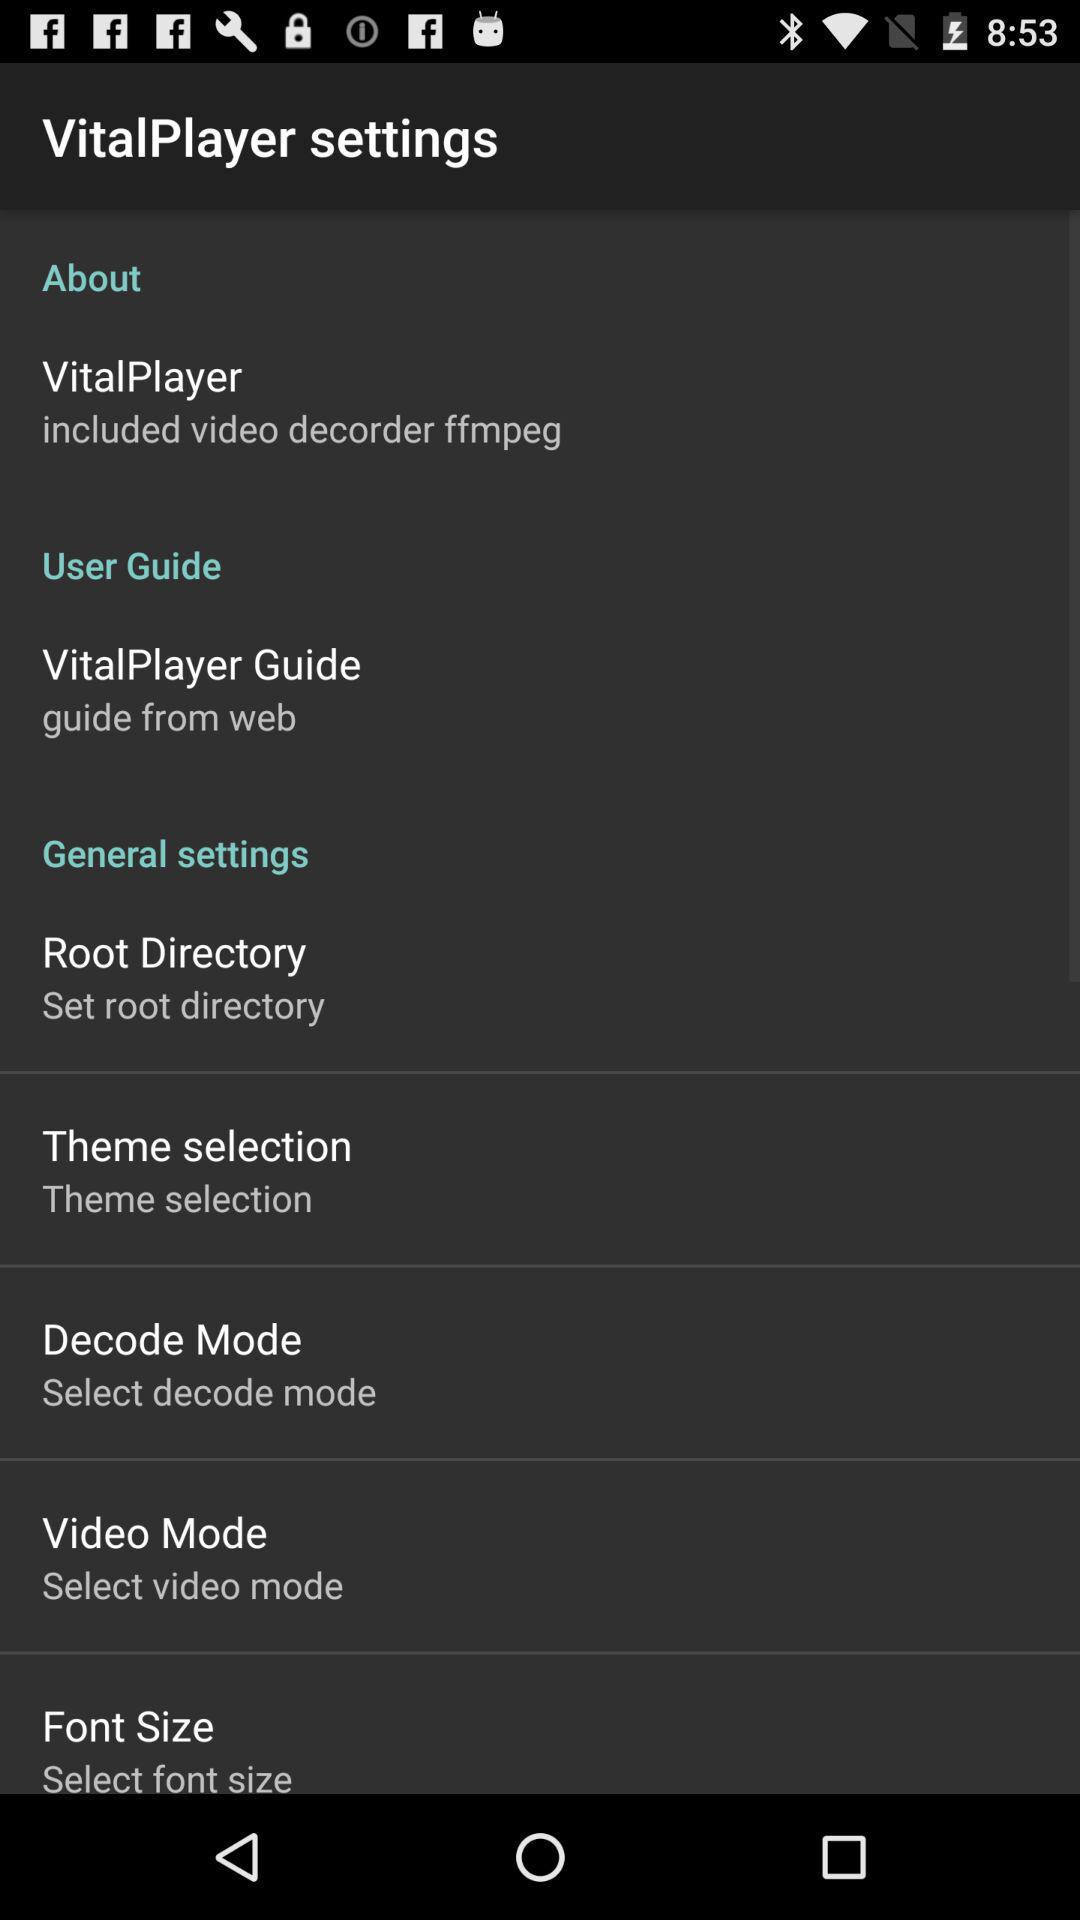 8:53
VitalPlayer settings
About
VitalPlayer
included video decorder ffmpeg
User Guide
VitalPlayer Guide
guide from web
General settings
Root Directory
Set root directory
Theme selection
Theme selection
Decode Mode
Select decode mode
Video Mode
Select video mode
Font Size
Select font size